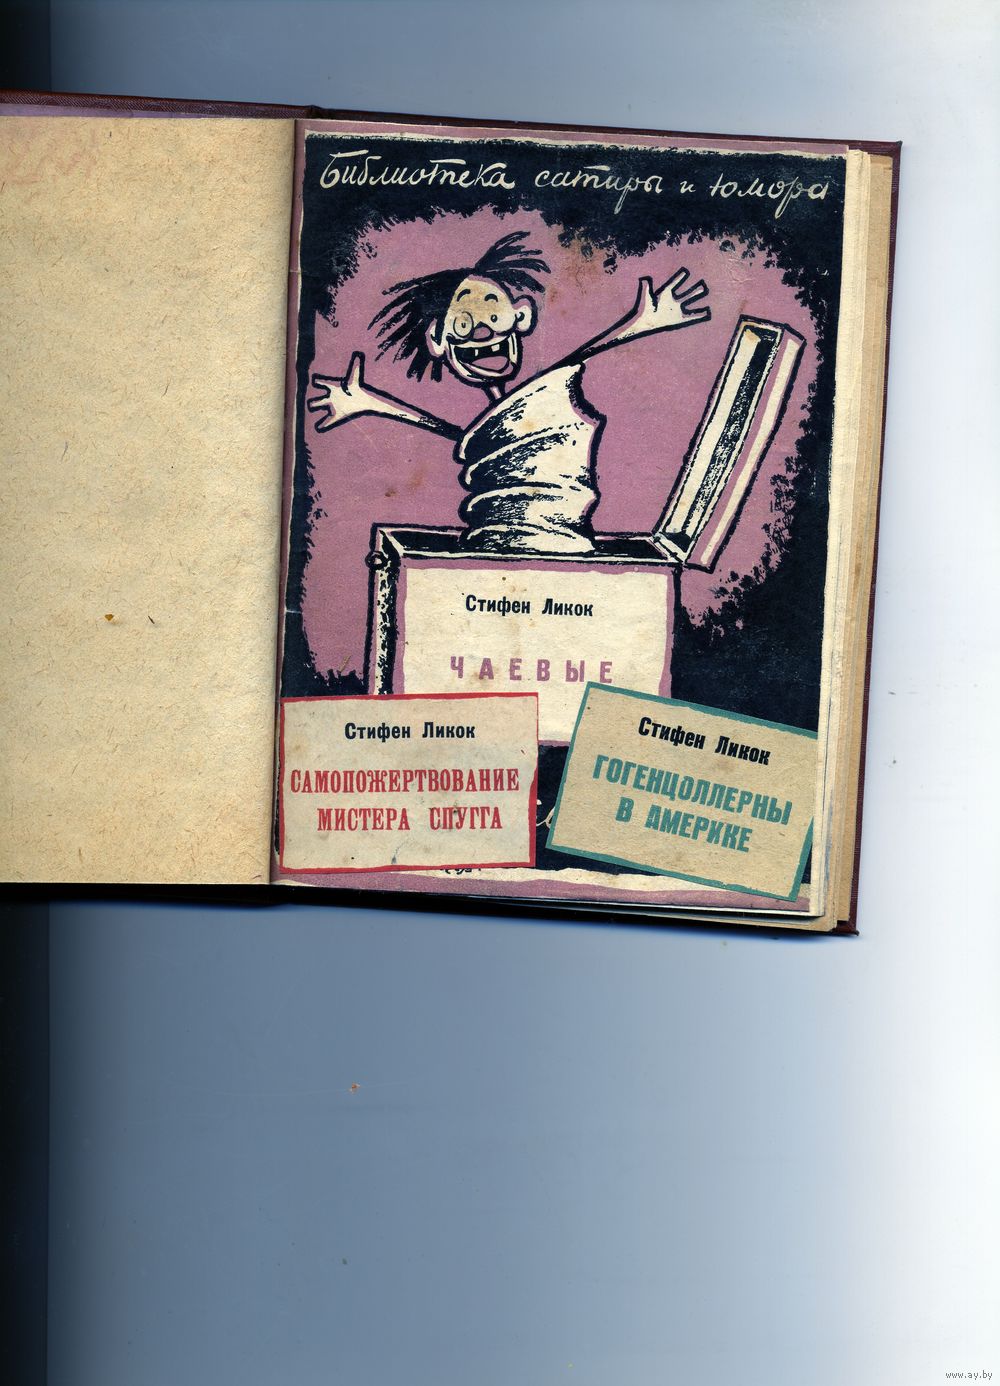 Библиотека сатиры и юмора
Стифен Ликок
ЧАЕВЫЕ
Стифен Ликок
САМОПОЖЕРТВОВАНИЕ
МИСТЕРА СПУГГА
Стифен Ликок
ГОГЕНЦОЛЛЕРНЫ
В АМЕРИКЕ
www.ay.by